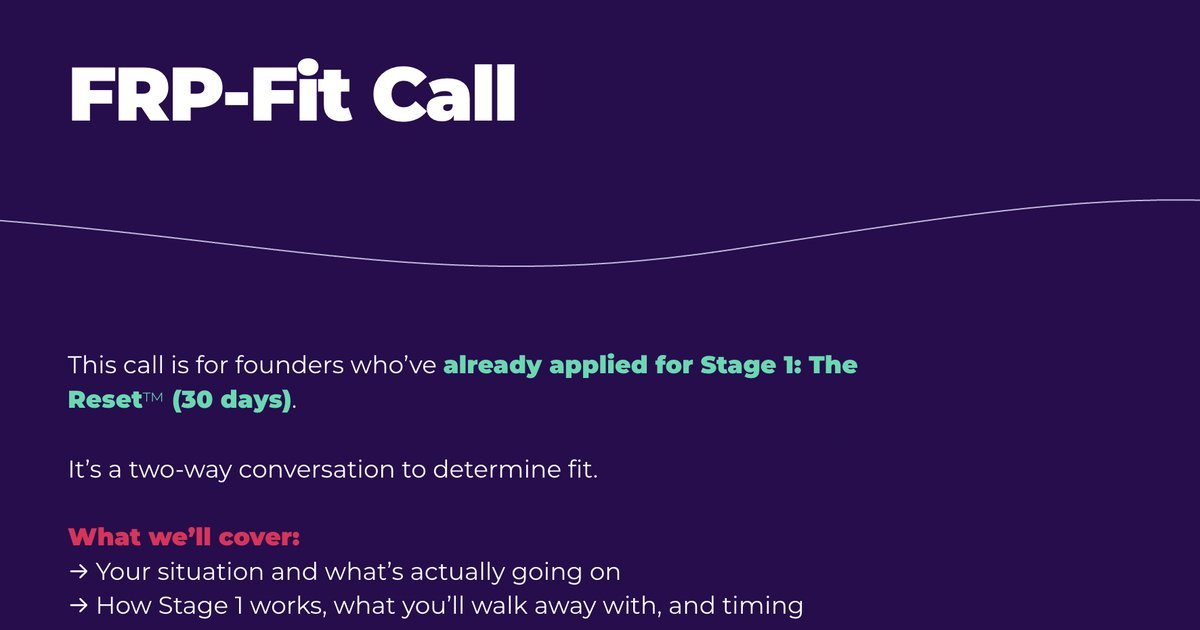 FRP-Fit Call
This call is for founders who’ve already applied for Stage 1: The
Reset™ (30 days).
It’s a two-way conversation to determine fit.
What we’ll cover:
→ Your situation and what’s actually going on
→ How Stage 1 works, what you’ll walk away with, and timing